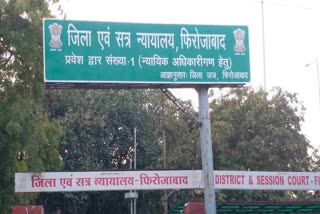 जिला एवं सत्र न्यायालय, फिरोजाबाद
प्रवेश द्वार संख्या-1 (न्यायिक अधिकारीगण हेतु)
आज्ञानुसार: जिला जज, फिरोजाबाद
जिला एवं सत्र न्यायालय-फिरोजाबाद DISTRICT & SESSION COURT-F